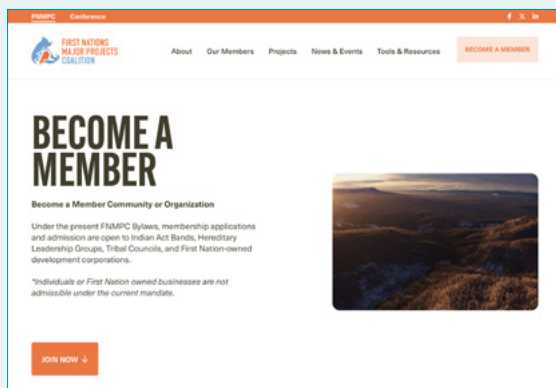 FNMPC Conference
FIRST NATIONS
MAJOR PROJECTS
COALITION
About Our Members Projects News & Events Tools & Resources BECOME A MEMBER
BECOME A
MEMBER
Become a Member Community or Organization
Under the present FNMPC Bylaws, membership applications
and admission are open to Indian Act Bands, Hereditary
Leadership Groups, Tribal Councils, and First Nation-owned
development corporations.
*Individuals or First Nation owned businesses are not
admissible under the current mandate.
JOIN NOW ↓